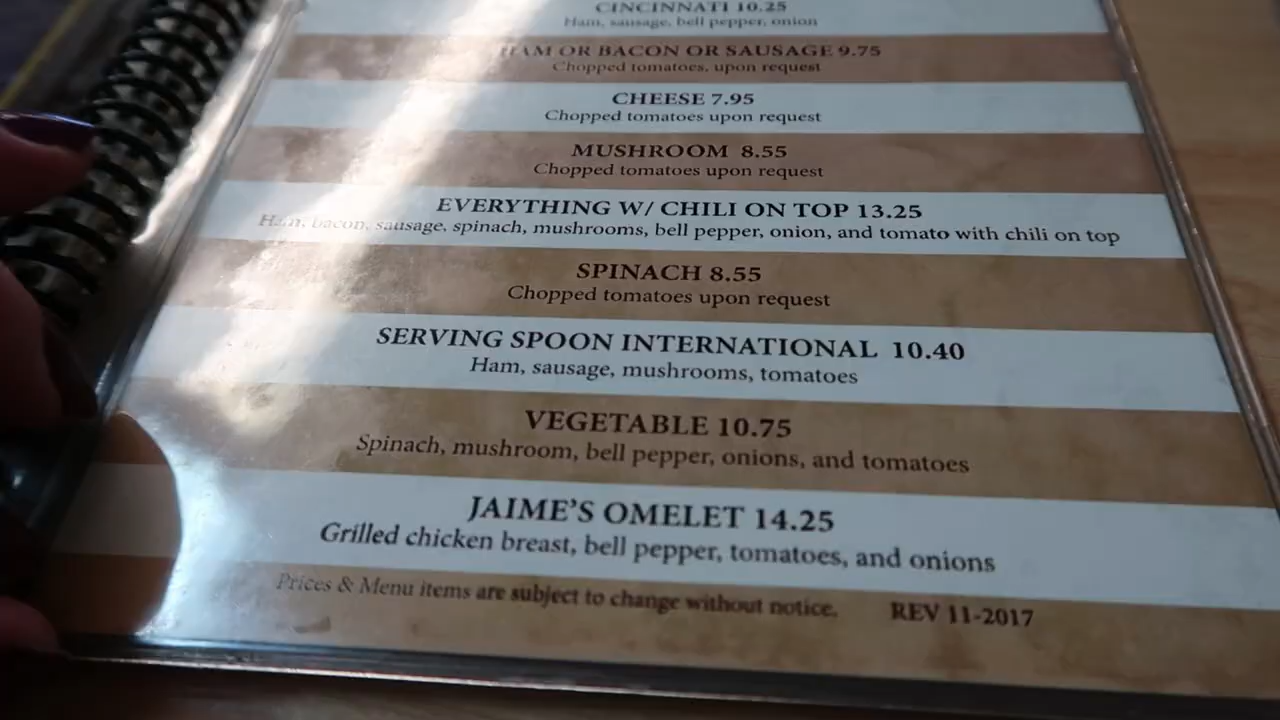 CINCINNATI 10.25
Ham, sausage, bell pepper, onion
HAM OR BACON OR SAUSAGE 9.75
Chopped tomatoes, upon request
CHEESE 7.95
Chopped tomatoes upon request
MUSHROOM 8.55
Chopped tomatoes upon request
EVERYTHING W/ CHILI ON TOP 13.25
Ham, bacon, sausage, spinach, mushrooms, bell pepper, onion, and tomato with chili on top
SPINACH 8.55
Chopped tomatoes upon request
SERVING SPOON INTERNATIONAL 10.40
Ham, sausage, mushrooms, tomatoes
VEGETABLE 10.75
Spinach, mushroom, bell pepper, onions, and tomatoes
JAIME'S OMELET 14.25
Grilled chicken breast, bell pepper, tomatoes, and onions
Prices & Menu items are subject to change without notice. REV 11-2017